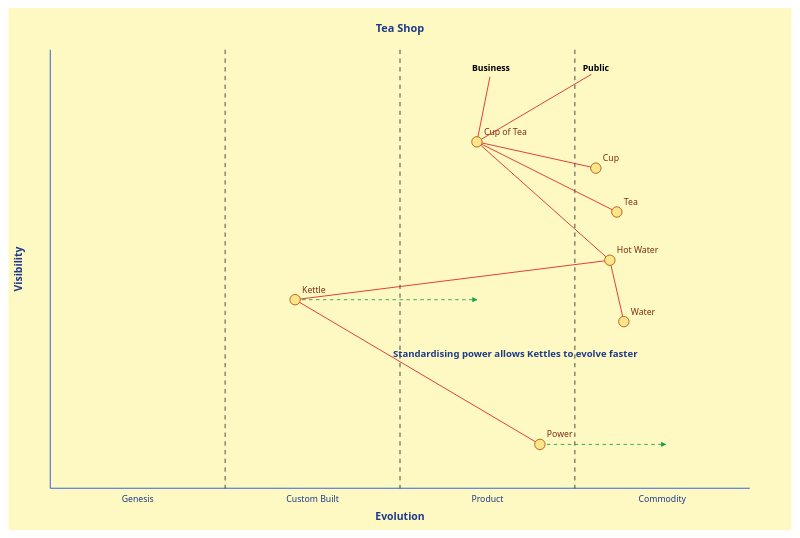 Tea Shop
Business
Public
Cup of Tea
Cup
Tea
Hot Water
Kettle
Water
Standardising power allows Kettles to evolve faster
Power
Visibility
Genesis
Custom Built
Product
Commodity
Evolution